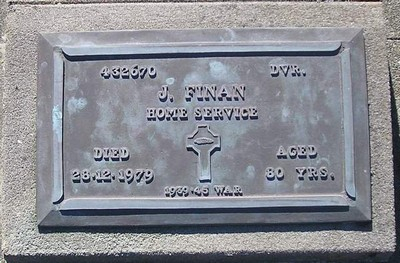 432670 DVR.
J. FINAN
HOME SERVICE
DIED AGED
28.12.1979 80 YRS.
1939-45 WAR